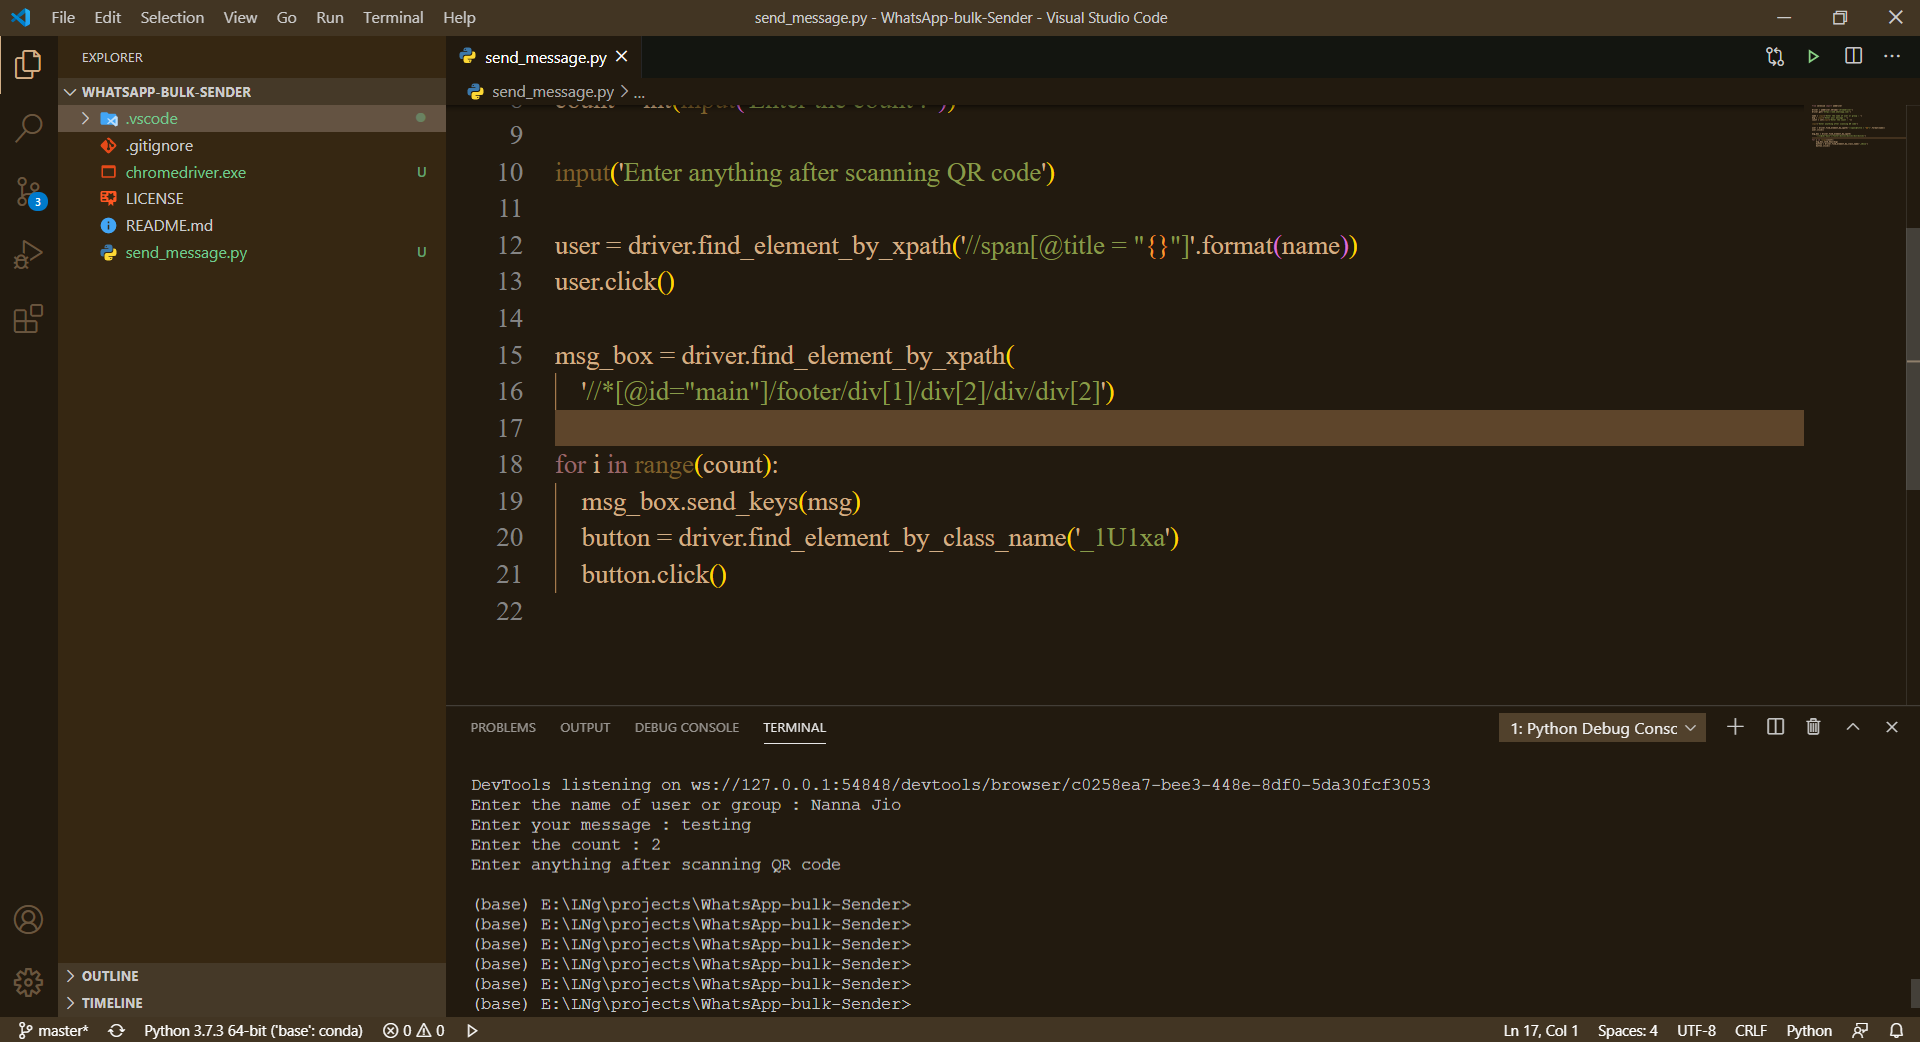 File Edit Selection View Go Run Terminal Help
send_message.py - WhatsApp-bulk-Sender - Visual Studio Code
EXPLORER
WHATSAPP-BULK-SENDER
.vscode
.gitignore
chromedriver.exe U
LICENSE
README.md
send_message.py U
3
OUTLINE
TIMELINE
send_message.py
send_message.py > ...
8 count = int(input('Enter the count : '))
9
10 input('Enter anything after scanning QR code')
11
12 user = driver.find_element_by_xpath('//span[@title = "{}"]'.format(name))
13 user.click()
14
15 msg_box = driver.find_element_by_xpath(
16 '//*[@id="main"]/footer/div[1]/div[2]/div/div[2]')
17
18 for i in range(count):
19 msg_box.send_keys(msg)
20 button = driver.find_element_by_class_name('_1U1xa')
21 button.click()
22
PROBLEMS OUTPUT DEBUG CONSOLE TERMINAL
1: Python Debug Consc
DevTools listening on ws://127.0.0.1:54848/devtools/browser/c0258ea7-bee3-448e-8df0-5da30fcf3053
Enter the name of user or group : Nanna Jio
Enter your message : testing
Enter the count : 2
Enter anything after scanning QR code
(base) E:\LNg\projects\WhatsApp-bulk-Sender>
(base) E:\LNg\projects\WhatsApp-bulk-Sender>
(base) E:\LNg\projects\WhatsApp-bulk-Sender>
(base) E:\LNg\projects\WhatsApp-bulk-Sender>
(base) E:\LNg\projects\WhatsApp-bulk-Sender>
(base) E:\LNg\projects\WhatsApp-bulk-Sender>
master* Python 3.7.3 64-bit ('base': conda) 0 0
Ln 17, Col 1 Spaces: 4 UTF-8 CRLF Python